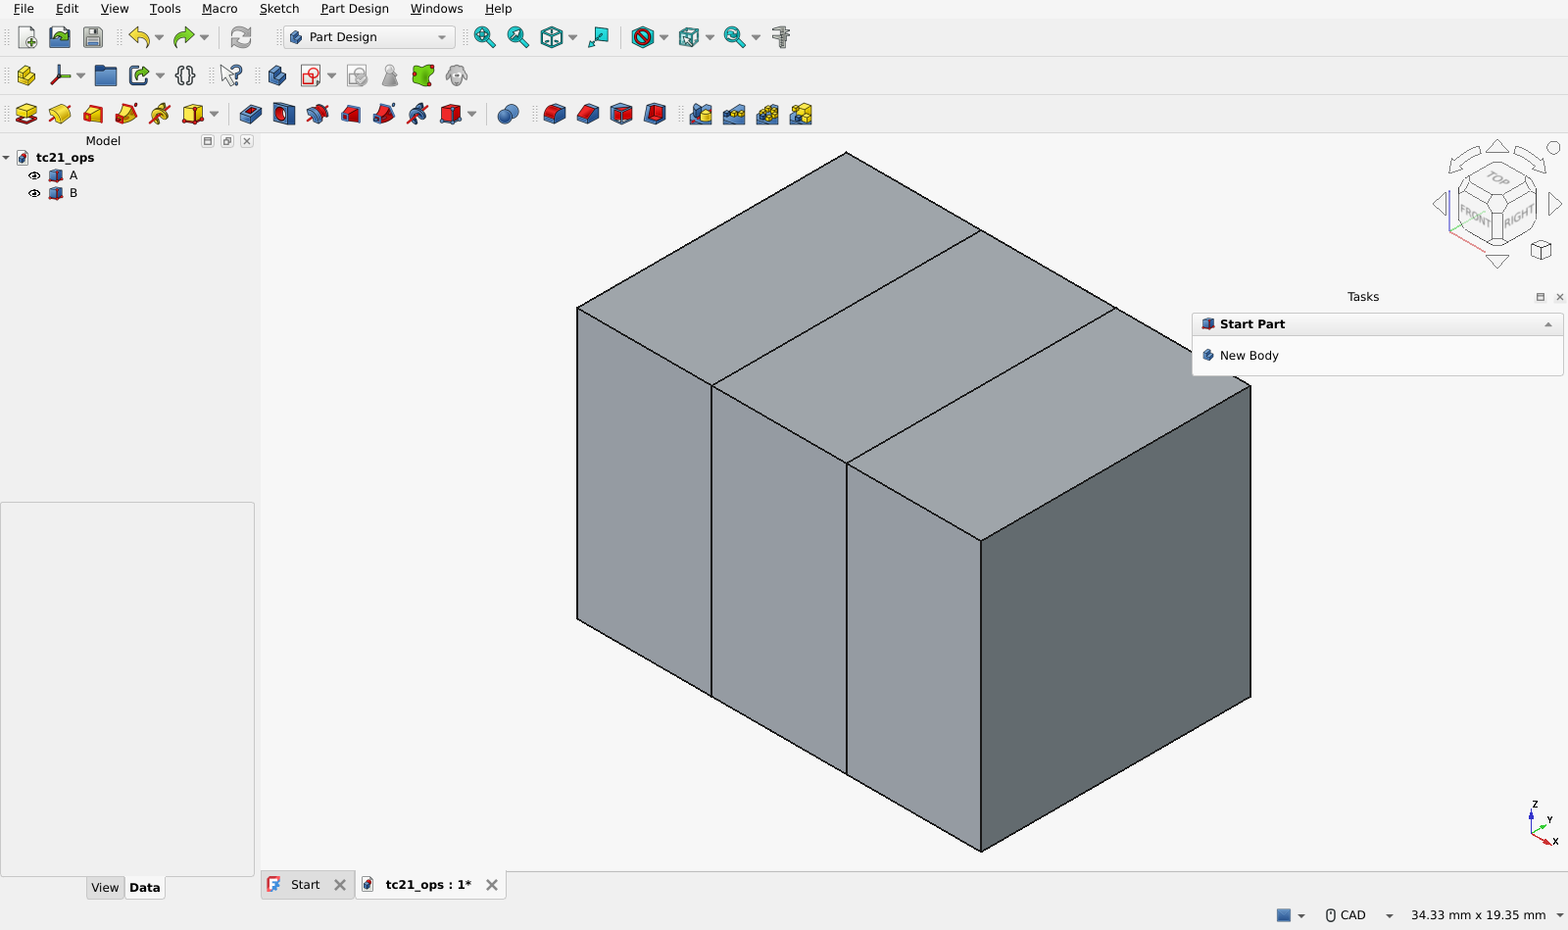 File Edit View Tools Macro Sketch Part Design Windows Help
Part Design
Model
tc21_ops
A
B
TOP
FRONT
RIGHT
Tasks
Start Part
New Body
Z
Y
X
View Data
Start
tc21_ops : 1*
CAD
34.33 mm x 19.35 mm